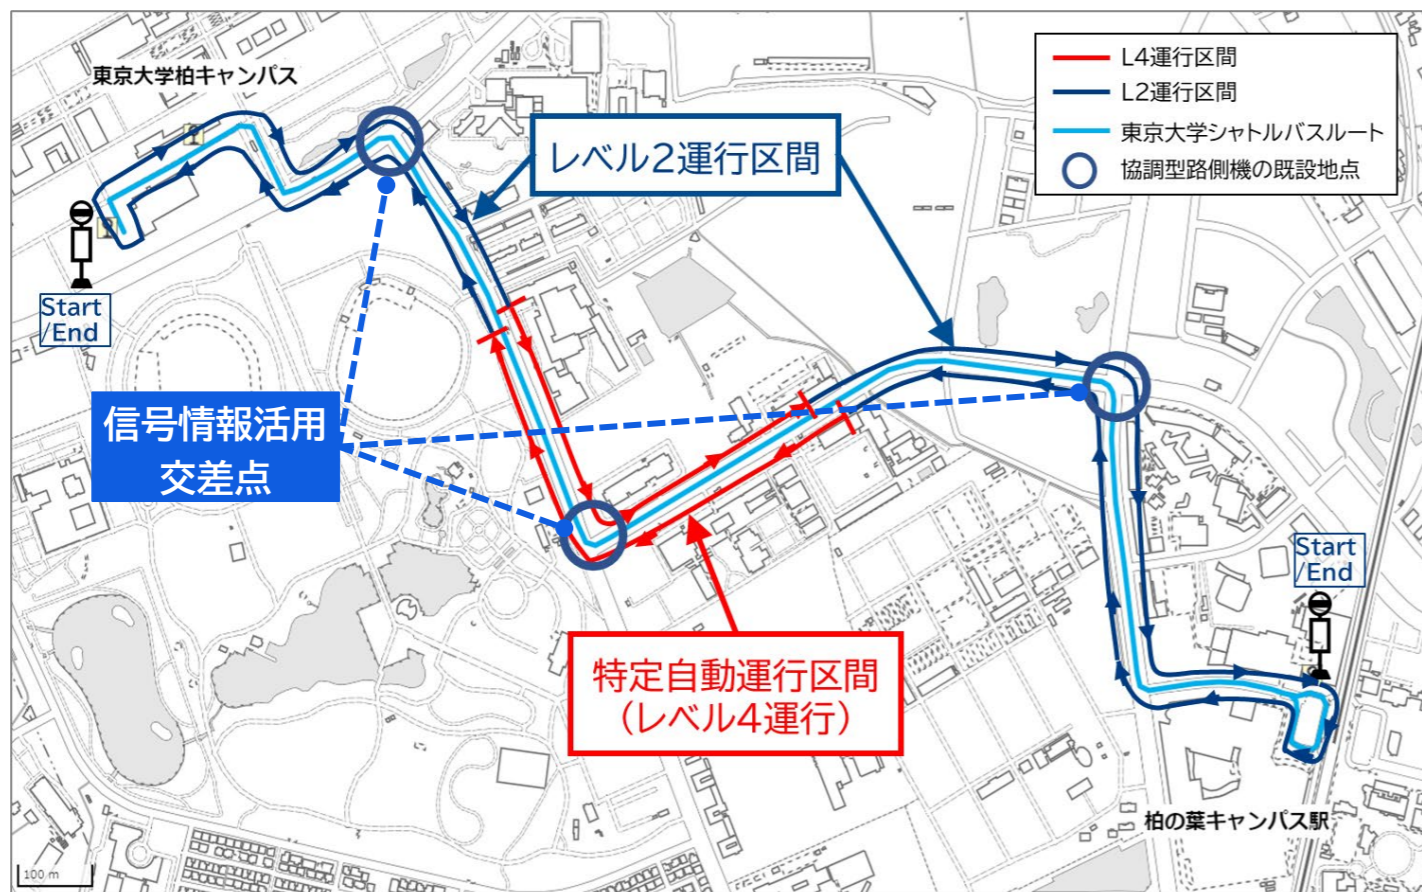 東京大学柏キャンパス
L4運行区間
L2運行区間
東京大学シャトルバスルート
協調型路側機の既設地点
レベル2運行区間
Start
/End
信号情報活用
交差点
Start
/End
特定自動運行区間
（レベル4運行）
柏の葉キャンパス駅
100 m